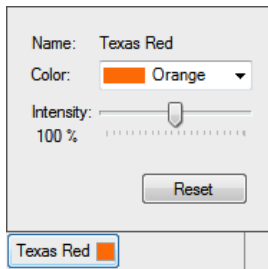 Name: Texas Red
Color: Orange
Intensity:
100 %
Reset
Texas Red